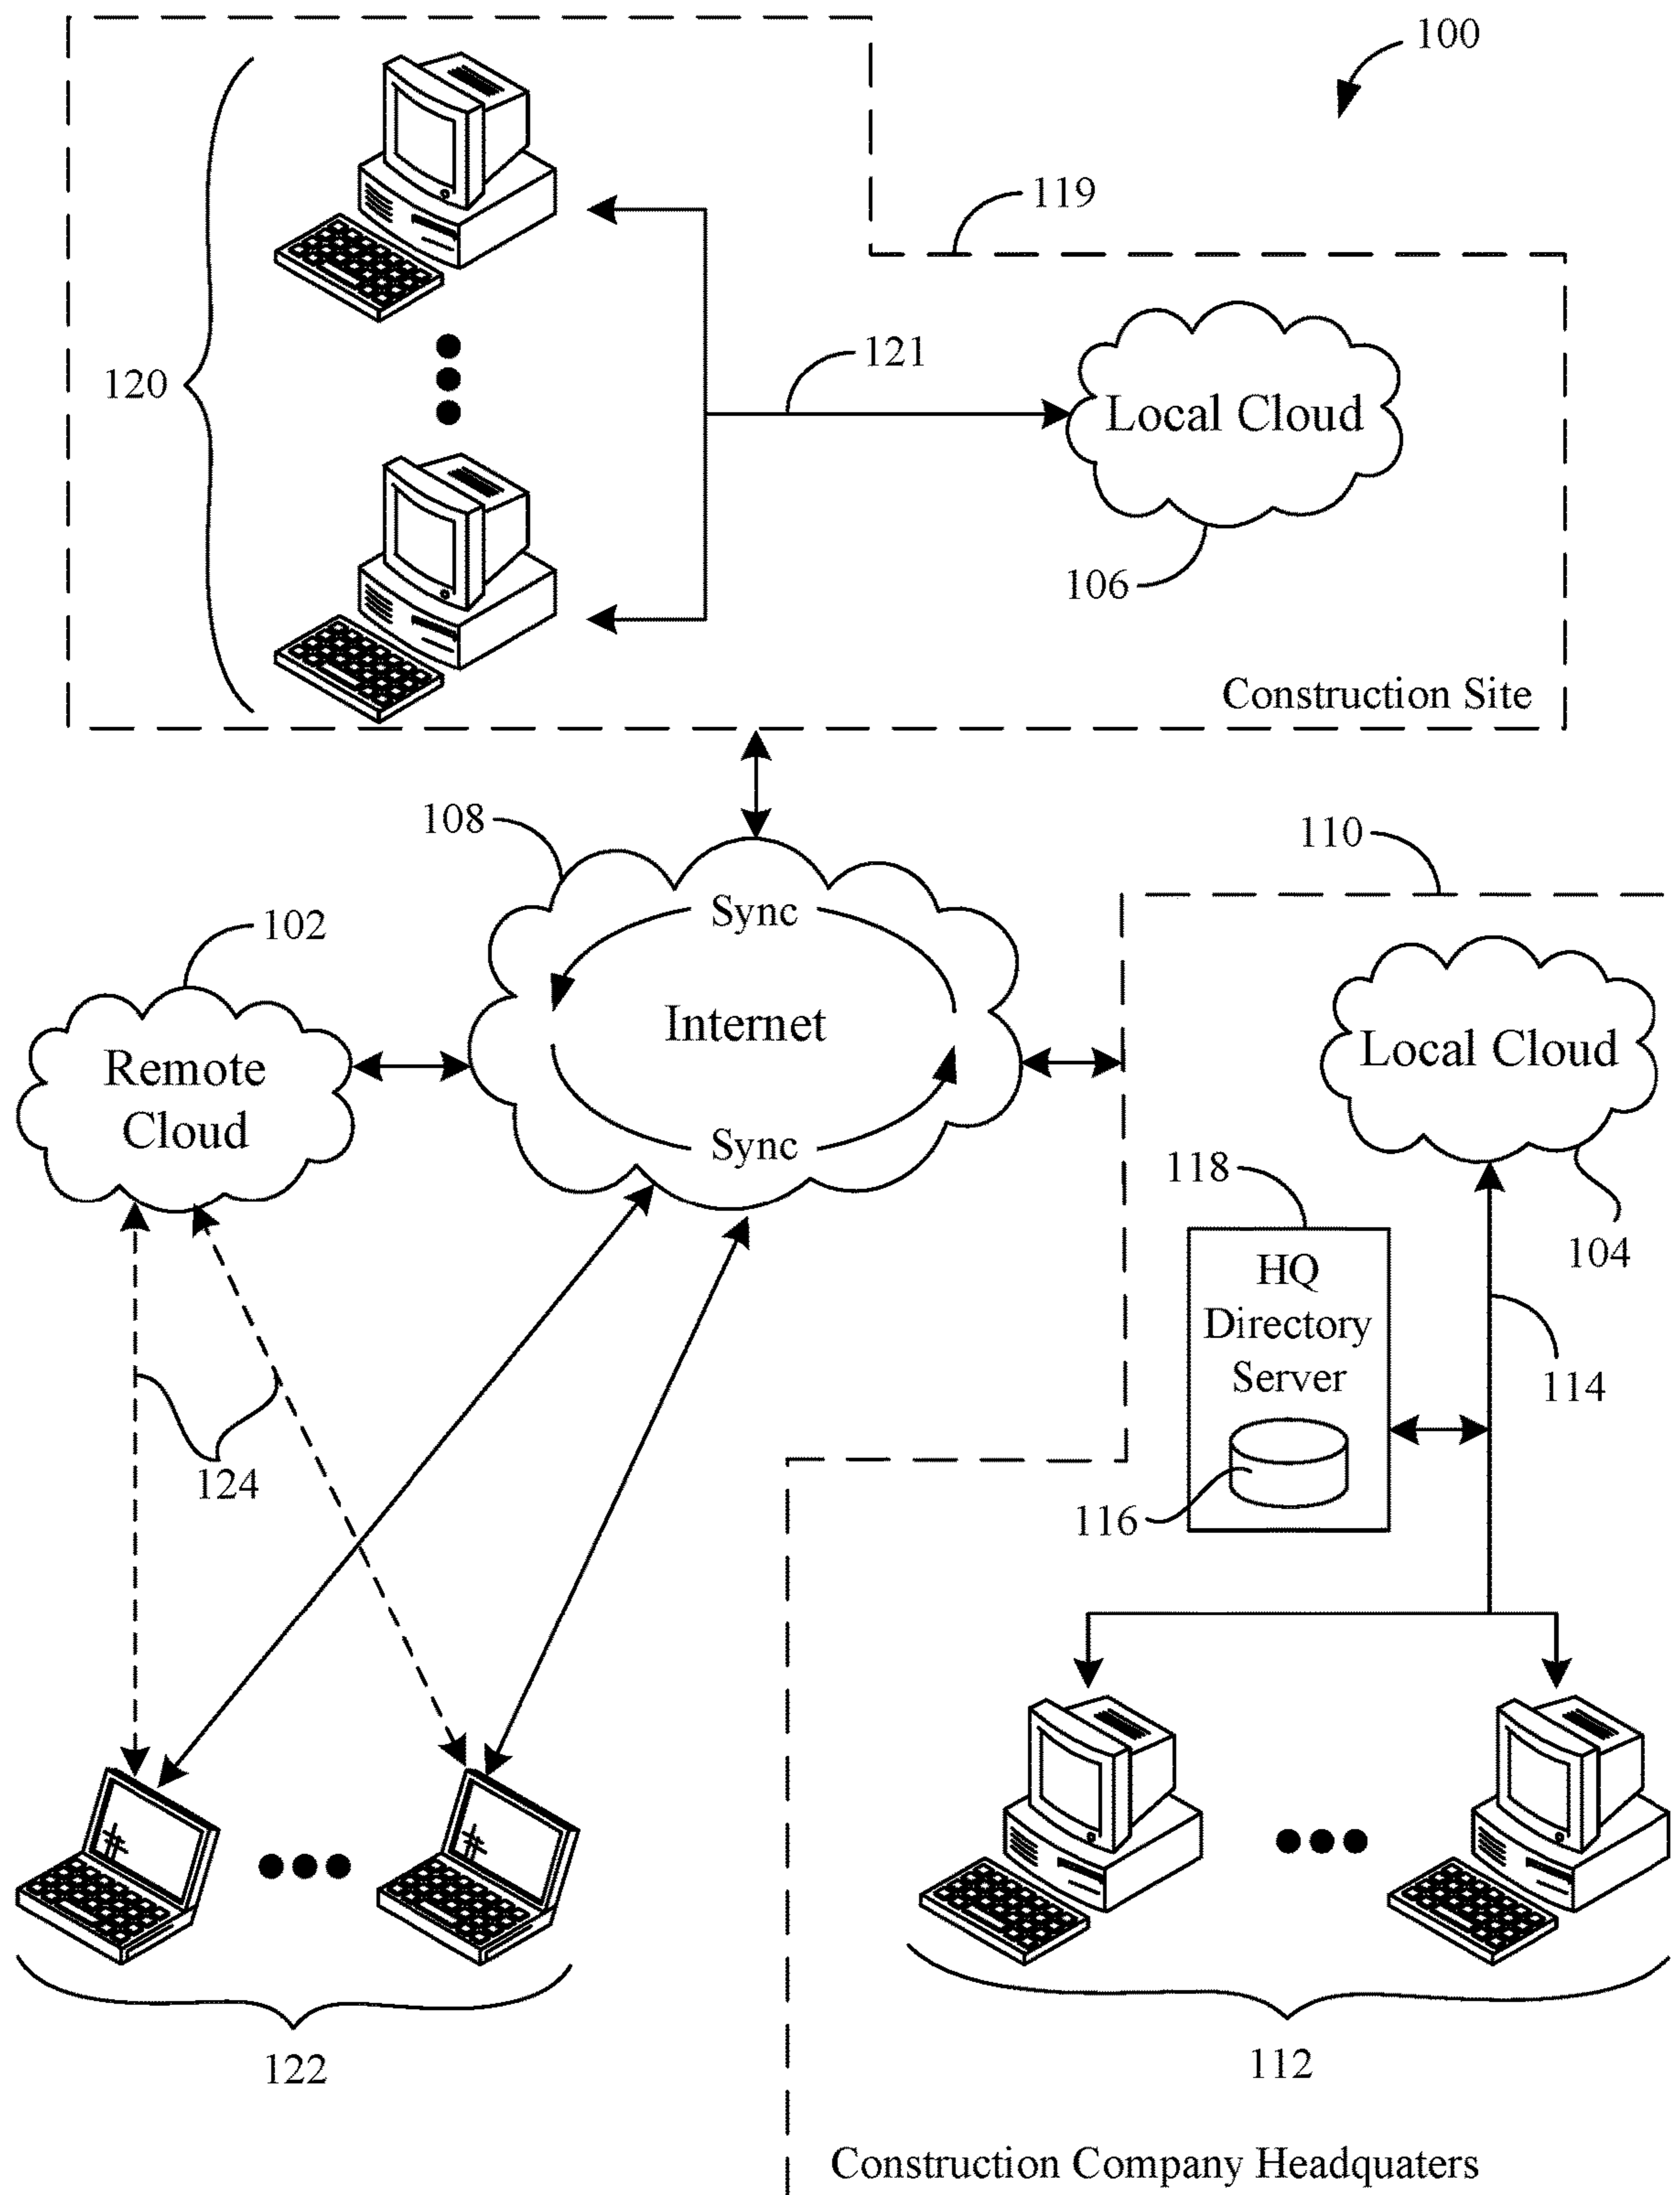 100
119
120
121
Local Cloud
106
Construction Site
108
110
Sync
102
Internet
Local Cloud
Remote
Cloud
Sync
118
104
HQ
Directory
Server
114
124
116
122
112
Construction Company Headquaters